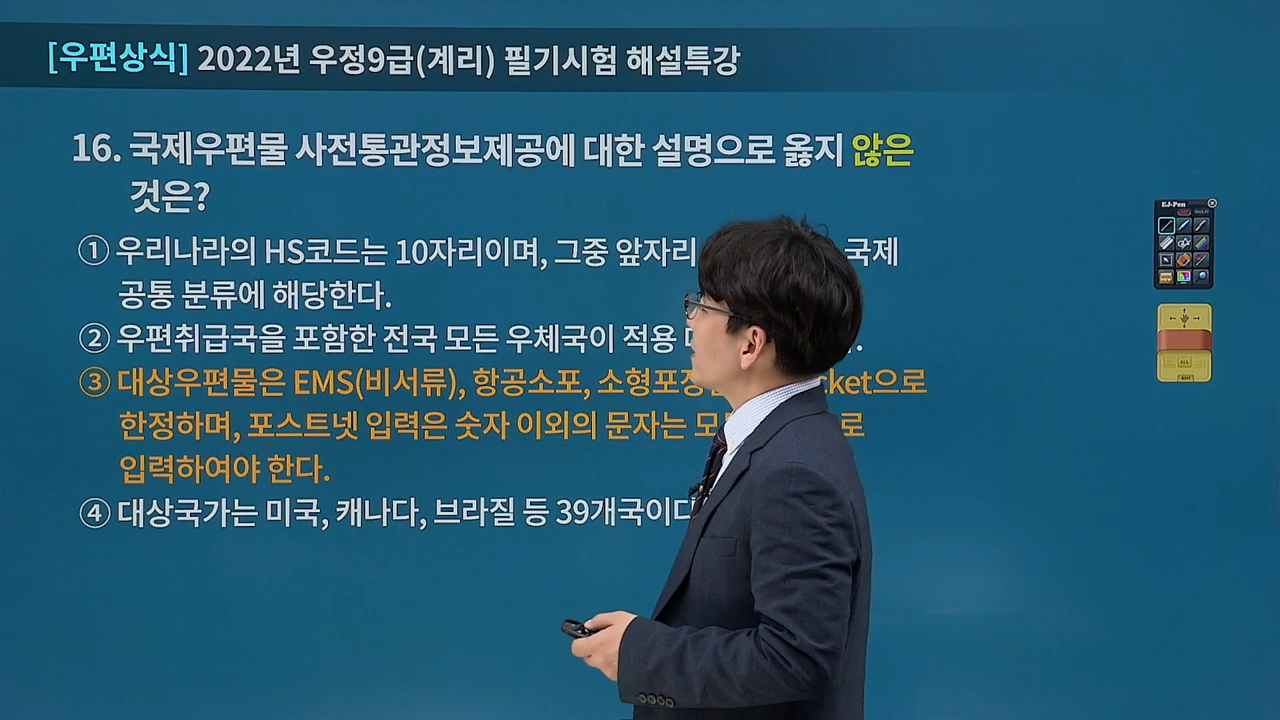 [우편상식] 2022년 우정9급(계리) 필기시험 해설특강
16. 국제우편물 사전통관정보제공에 대한 설명으로 옳지 않은
것은?
① 우리나라의 HS코드는 10자리이며, 그중 앞자리 국제
공통 분류에 해당한다.
② 우편취급국을 포함한 전국 모든 우체국이 적용
③ 대상우편물은 EMS(비서류), 항공소포, 소형포장
한정하며, 포스트넷 입력은 숫자 이외의 문자는
입력하여야 한다.
④ 대상국가는 미국, 캐나다, 브라질 등 39개국이다
EJ-Pen
ALL
EXIT